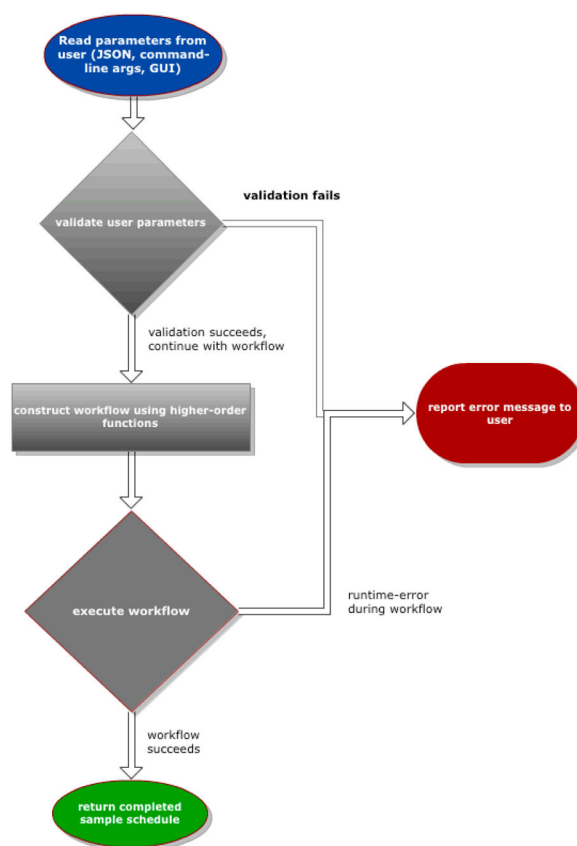 Read parameters from
user (JSON, command-
line args, GUI)
validation fails
validate user parameters
validation succeeds,
continue with workflow
construct workflow using higher-order
functions
report error message to
user
execute workflow
runtime-error
during workflow
workflow
succeeds
return completed
sample schedule